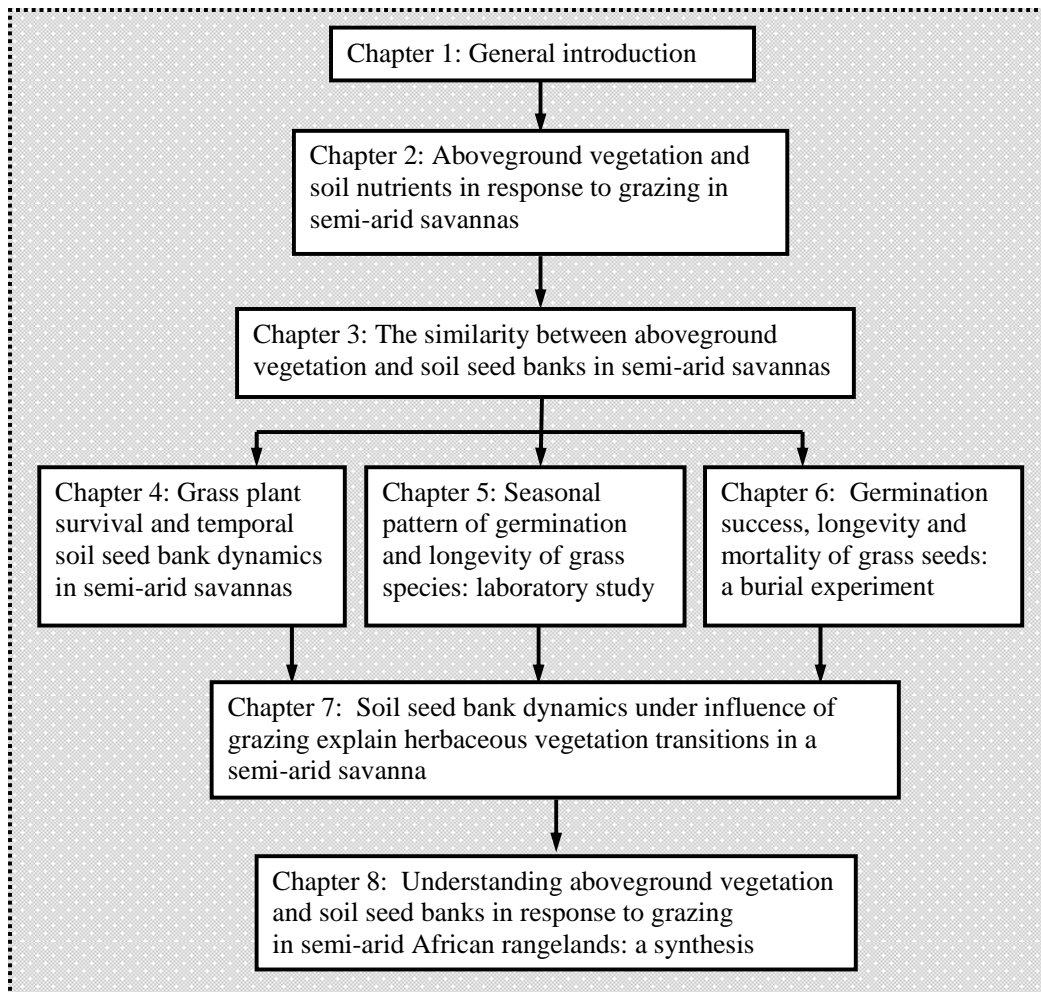 Chapter 1: General introduction
Chapter 2: Aboveground vegetation and
soil nutrients in response to grazing in
semi-arid savannas
Chapter 3: The similarity between aboveground
vegetation and soil seed banks in semi-arid savannas
Chapter 4: Grass plant
survival and temporal
soil seed bank dynamics
in semi-arid savannas
Chapter 5: Seasonal
pattern of germination
and longevity of grass
species: laboratory study
Chapter 6:  Germination
success, longevity and
mortality of grass seeds:
a burial experiment
Chapter 7:  Soil seed bank dynamics under influence of
grazing explain herbaceous vegetation transitions in a
semi-arid savanna
Chapter 8:  Understanding aboveground vegetation
and soil seed banks in response to grazing
in semi-arid African rangelands: a synthesis